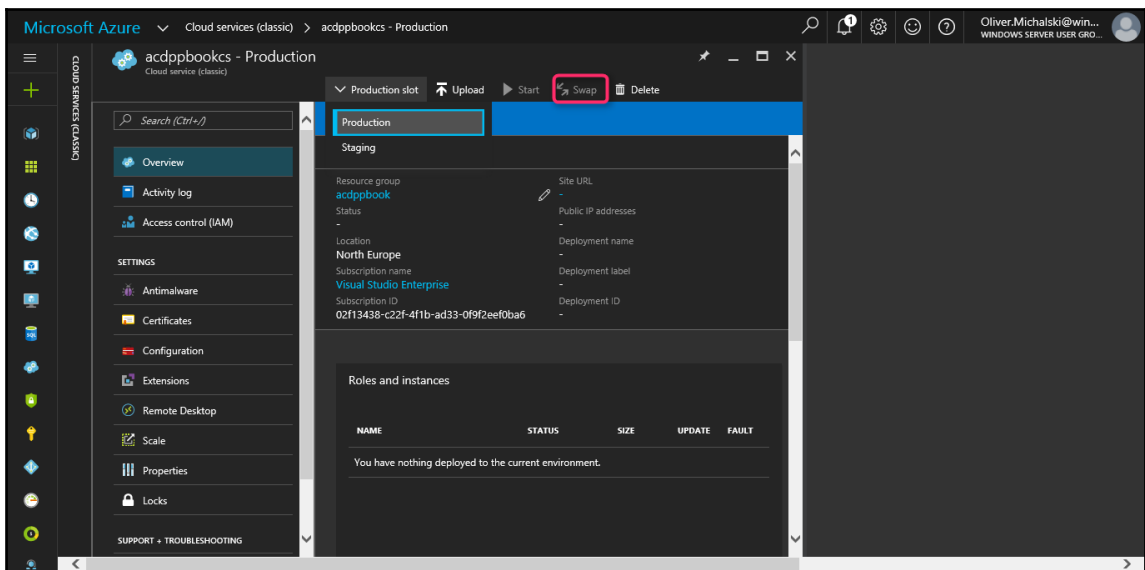 Microsoft Azure Cloud services (classic) > acdppbookcs - Production
1
Oliver.Michalski@win...
WINDOWS SERVER USER GRO...
CLOUD SERVICES (CLASSIC)
acdppbookcs - Production
Cloud service (classic)
Production slot Upload Start Swap Delete
Search (Ctrl+/)
Overview
Activity log
Access control (IAM)
SETTINGS
Antimalware
Certificates
Configuration
Extensions
Remote Desktop
Scale
Properties
Locks
SUPPORT + TROUBLESHOOTING
Production
Staging
Resource group
acdppbook
Status
-
Location
North Europe
Subscription name
Visual Studio Enterprise
Subscription ID
02f13438-c22f-4f1b-ad33-0f9f2eef0ba6
Site URL
-
Public IP addresses
-
Deployment name
-
Deployment label
-
Deployment ID
-
Roles and instances
NAME STATUS SIZE UPDATE FAULT
You have nothing deployed to the current environment.
SQL